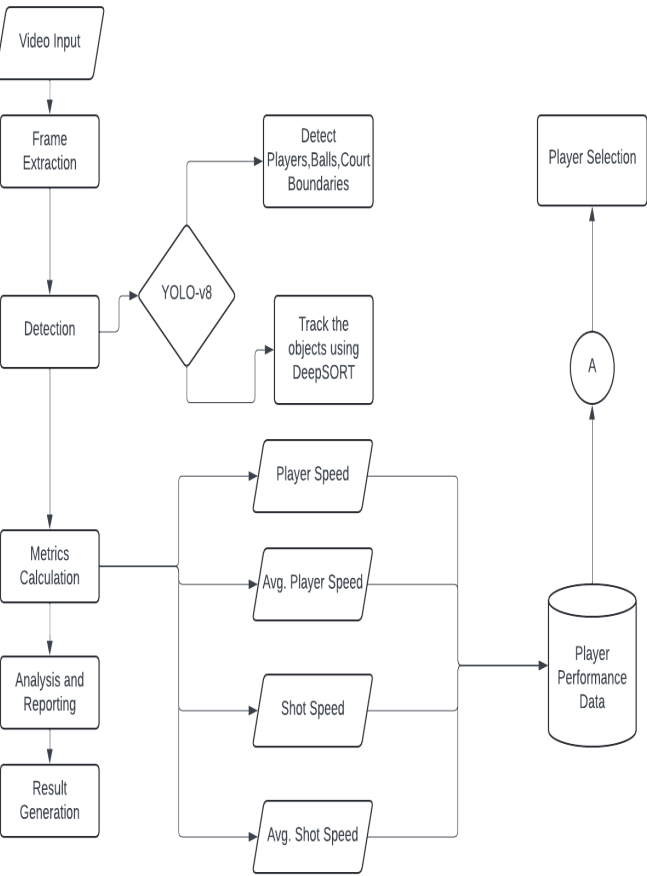 Video Input
Frame
Extraction
Detection
YOLO-v8
Detect
Players,Balls,Court
Boundaries
Track the
objects using
DeepSORT
Metrics
Calculation
Player Speed
Avg. Player Speed
Shot Speed
Avg. Shot Speed
Analysis and
Reporting
Result
Generation
Player
Performance
Data
A
Player Selection